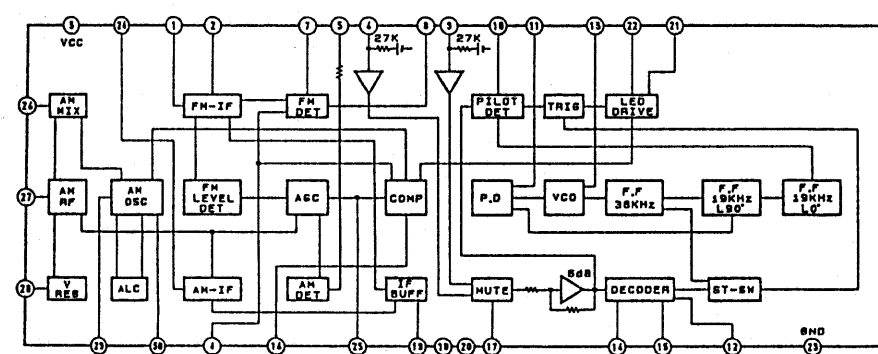 24 1 2 7 5 4 8 10 11 13 22 21
VCC
27K
27K
26
AM
MIX
FM-IF
FM
DET
PILOT
DET
TRIG
LED
DRIVE
27
AM
RF
AM
OSC
FM
LEVEL
DET
AGC
COMP
P.D
VCO
F.F
38KHz
F.F
19KHz
L90°
F.F
19KHz
L0°
28
V
REG
ALC
AM-IF
AM
DET
IF
BUFF
MUTE
6dB
DECODER
ST-SW
GND
29 30 16 25 19 18 20 17 14 15 12 23